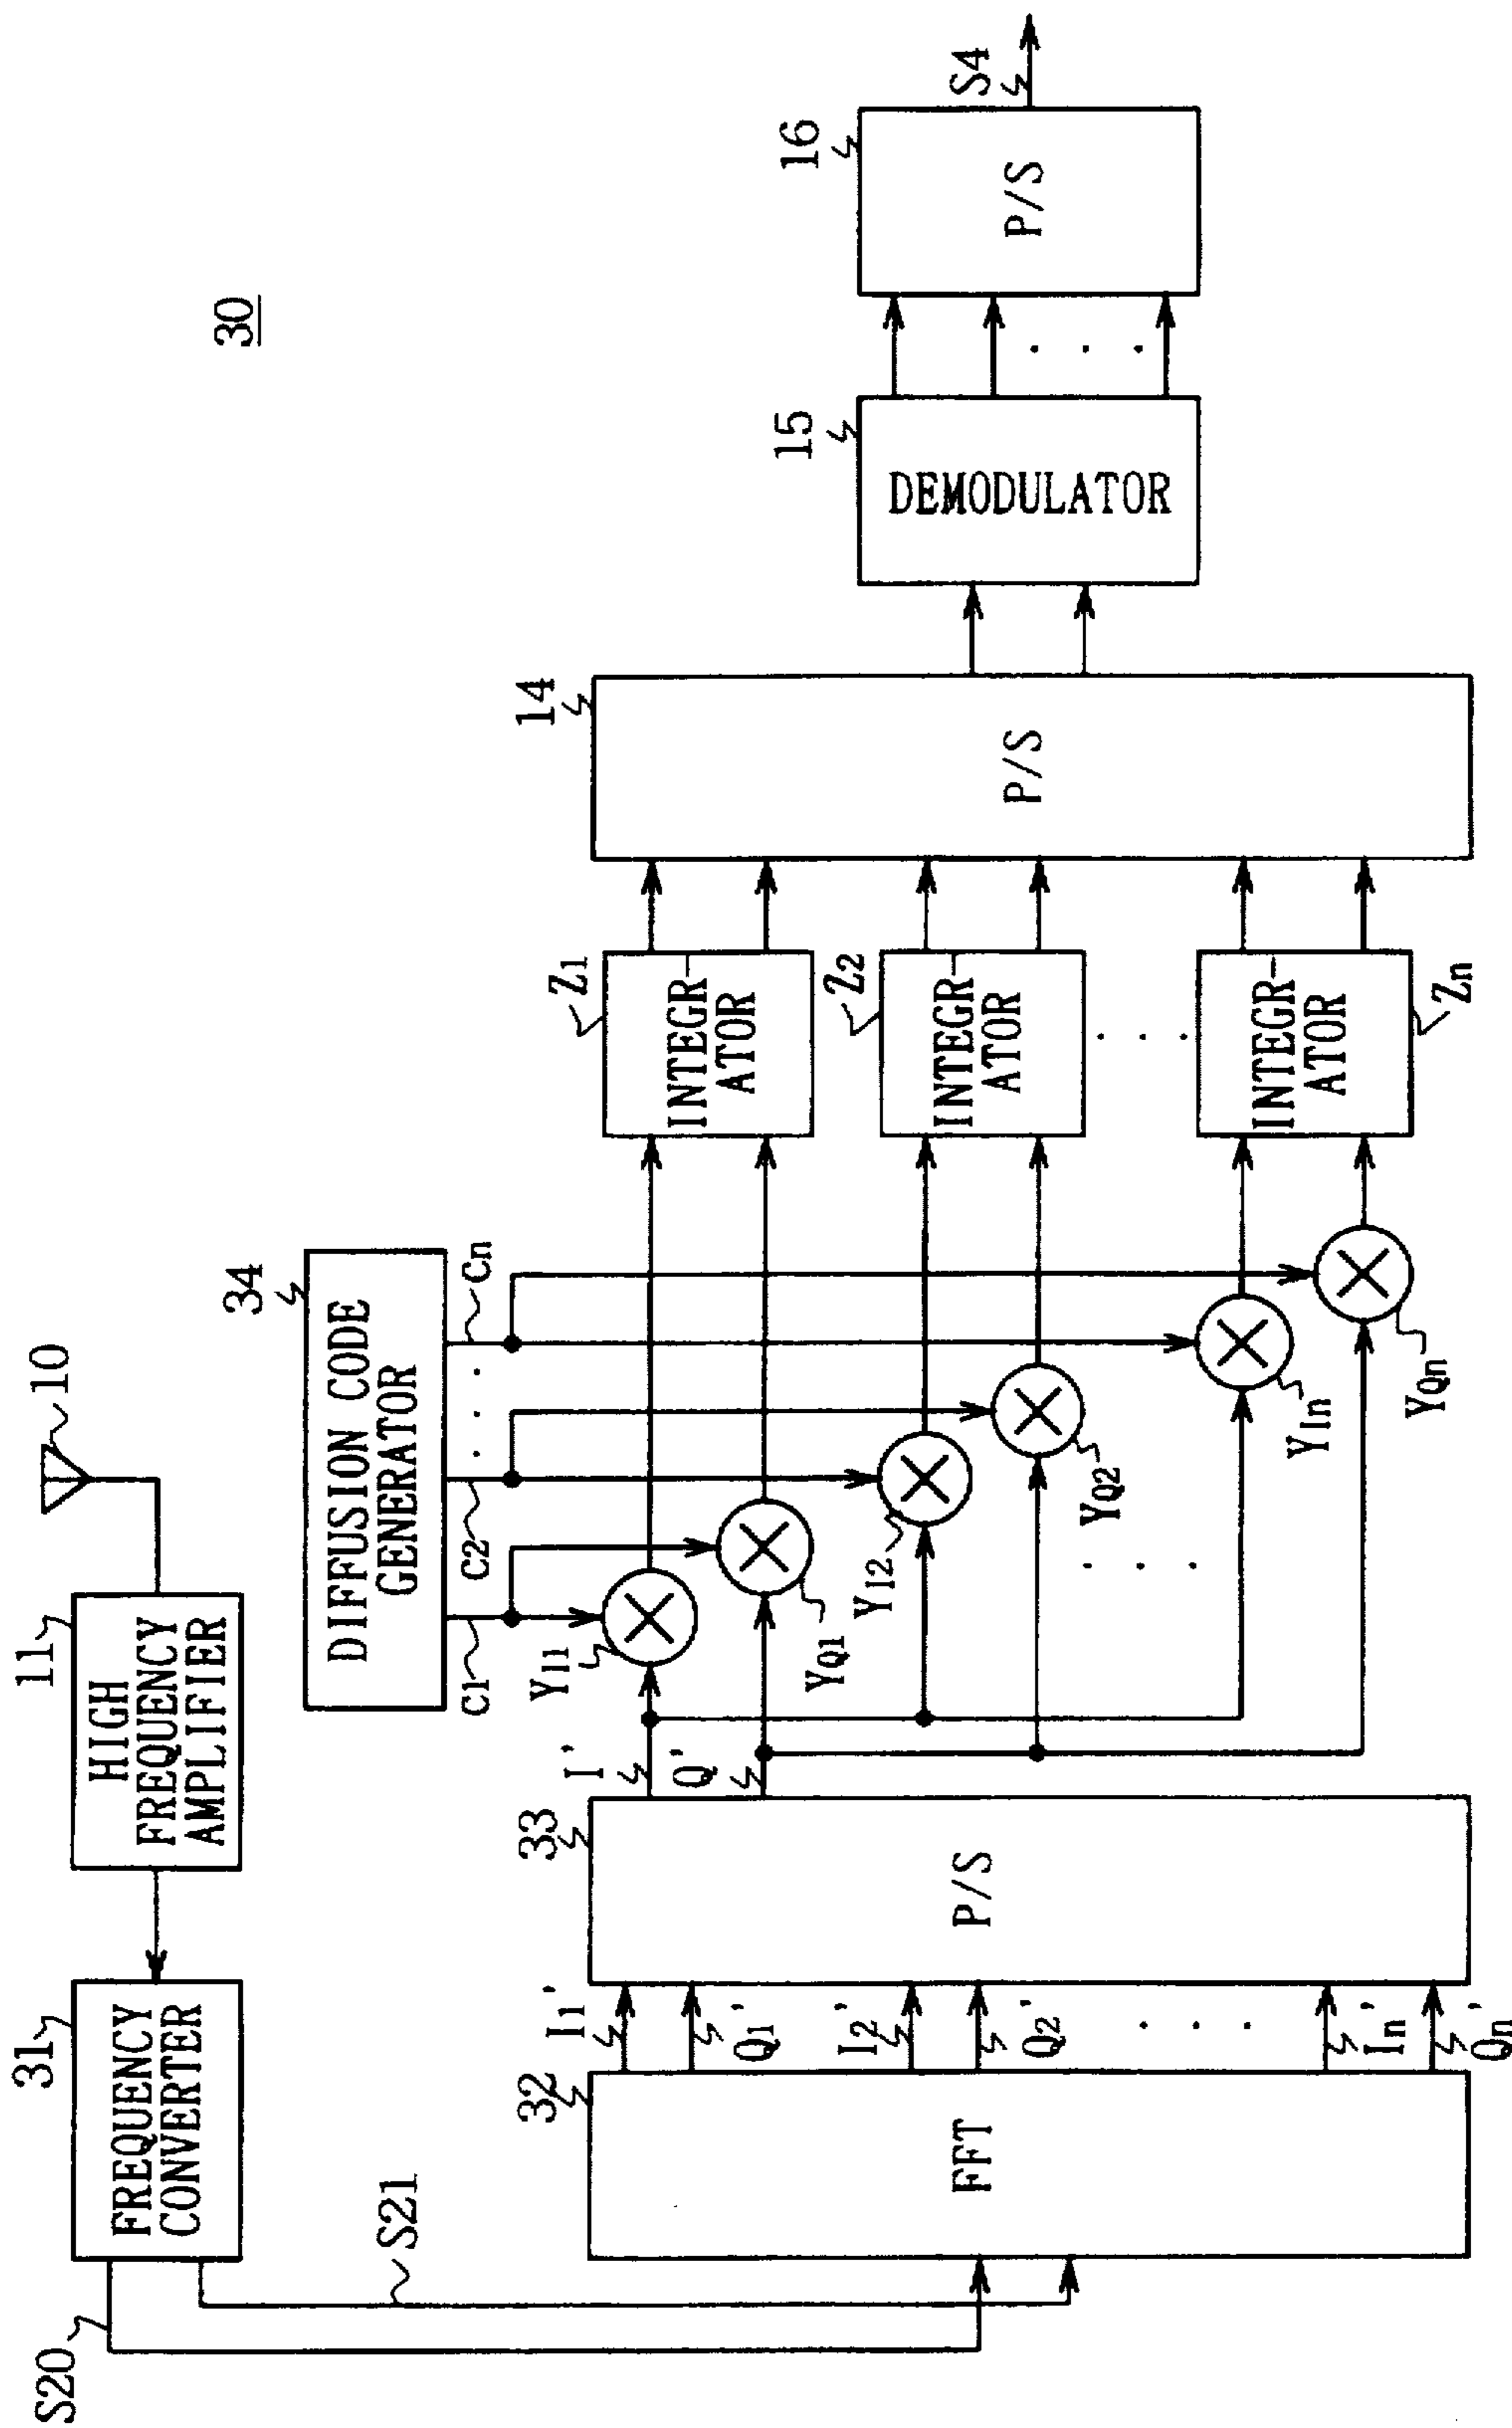 30
10
11
HIGH
FREQUENCY
AMPLIFIER
31
FREQUENCY
CONVERTER
S20
S21
32
FFT
I1'
Q1'
I2'
Q2'
. . .
In'
Qn'
33
P/S
I'
Q'
34
DIFFUSION CODE
GENERATOR
C1
C2
. . .
Cn
YI1
YQ1
YI2
YQ2
. . .
YIn
YQn
Z1
INTEGR-
ATOR
Z2
INTEGR-
ATOR
. . .
INTEGR-
ATOR
Zn
14
P/S
15
DEMODULATOR
. . .
16
P/S
S4